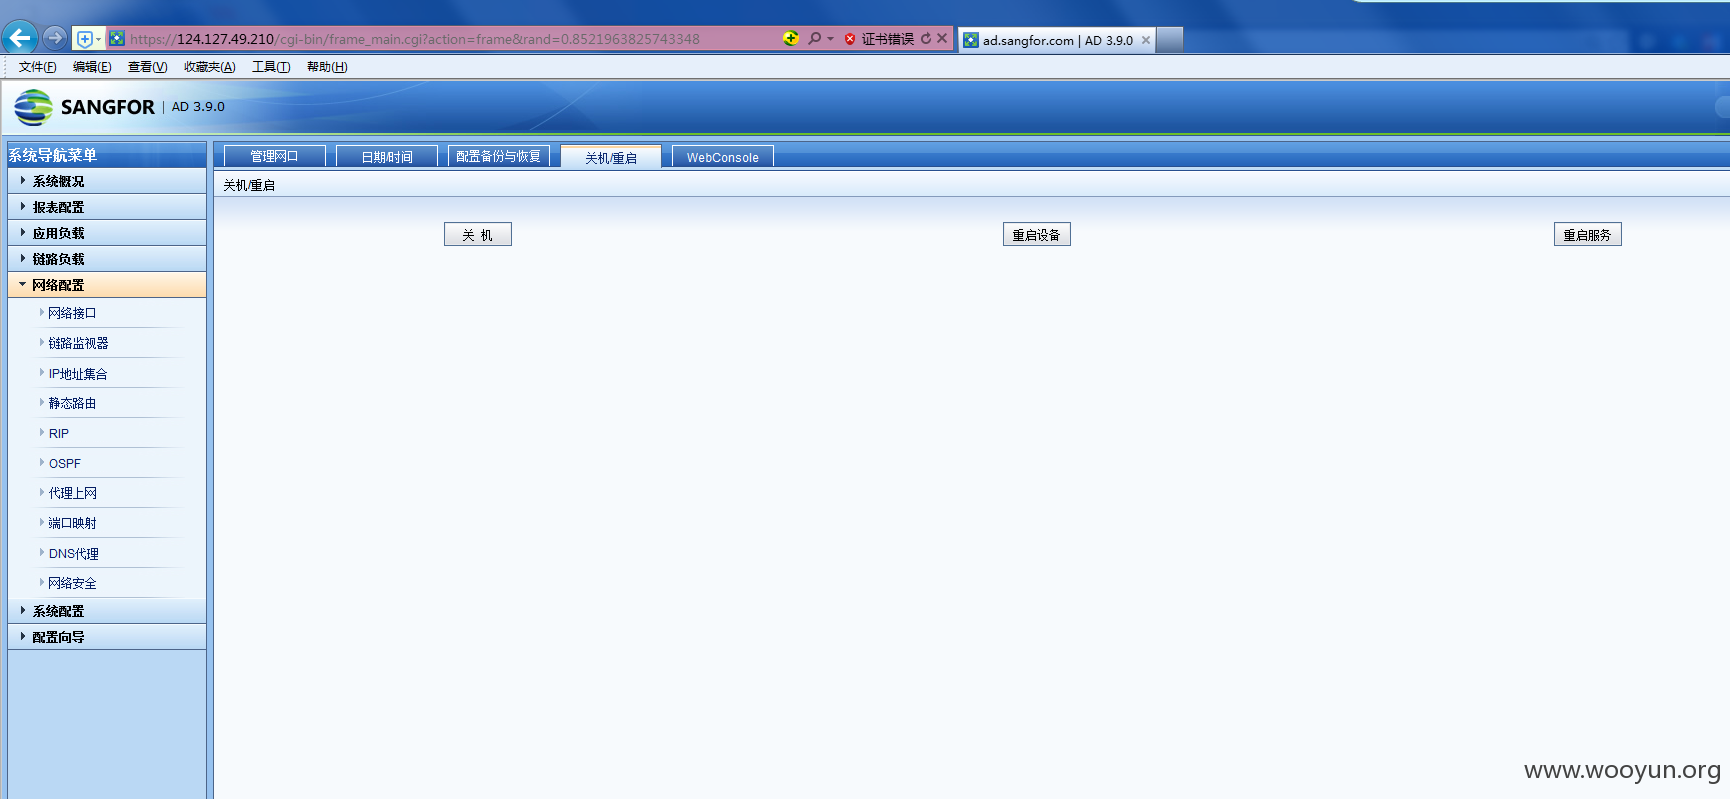 https://124.127.49.210/cgi-bin/frame_main.cgi?action=frame&rand=0.8521963825743348
证书错误
ad.sangfor.com | AD 3.9.0
文件(F) 编辑(E) 查看(V) 收藏夹(A) 工具(T) 帮助(H)
SANGFOR | AD 3.9.0
系统导航菜单
管理网口 日期/时间 配置备份与恢复 关机/重启 WebConsole
关机/重启
关 机 重启设备 重启服务
系统概况
报表配置
应用负载
链路负载
网络配置
网络接口
链路监视器
IP地址集合
静态路由
RIP
OSPF
代理上网
端口映射
DNS代理
网络安全
系统配置
配置向导
www.wooyun.org